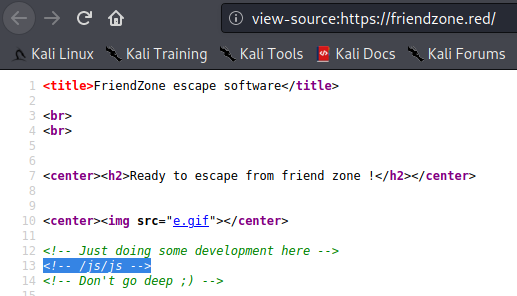 view-source:https://friendzone.red/
Kali Linux Kali Training Kali Tools Kali Docs Kali Forums
1 <title>FriendZone escape software</title>
2
3 <br>
4 <br>
5
6
7 <center><h2>Ready to escape from friend zone !</h2></center>
8
9
10 <center><img src="e.gif"></center>
11
12 <!-- Just doing some development here -->
13 <!-- /js/js -->
14 <!-- Don't go deep ;) -->
15